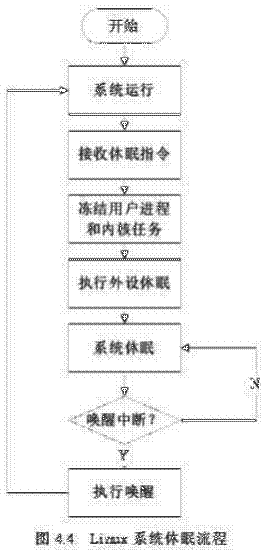 开始
系统运行
接收休眠指令
冻结用户进程
和内核任务
执行外设休眠
系统休眠
N
唤醒中断?
Y
执行唤醒
图 4.4 Linux 系统休眠流程